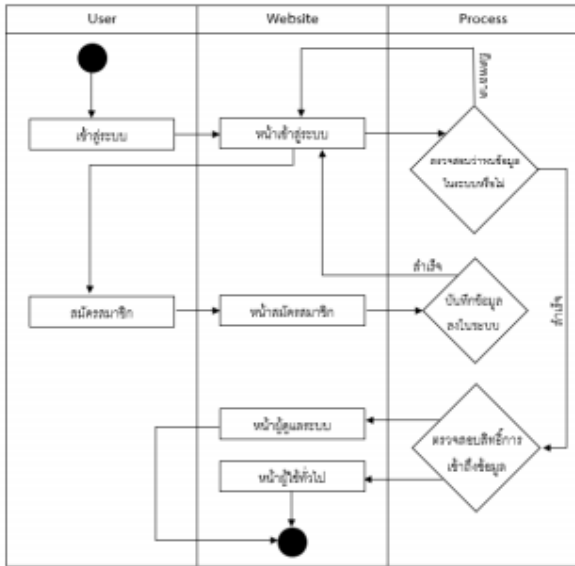 User
Website
Process
เข้าสู่ระบบ
หน้าเข้าสู่ระบบ
ตรวจสอบว่าพบข้อมูล
ในระบบหรือไม่
สำเร็จ
สมัครสมาชิก
หน้าสมัครสมาชิก
บันทึกข้อมูล
ลงในระบบ
สำเร็จ
หน้าผู้ดูแลระบบ
หน้าผู้ใช้ทั่วไป
ตรวจสอบสิทธิ์การ
เข้าถึงข้อมูล